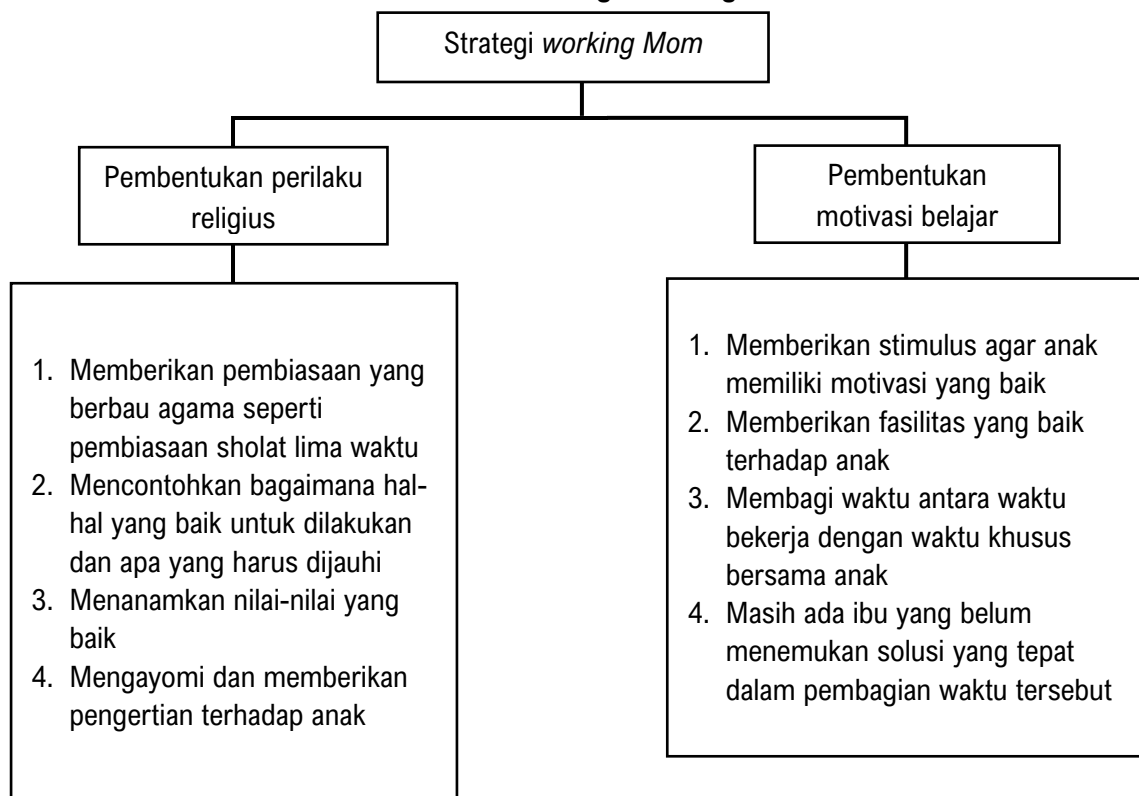 Strategi working Mom
Pembentukan perilaku
religius
Pembentukan
motivasi belajar
1. Memberikan pembiasaan yang
berbau agama seperti
pembiasaan sholat lima waktu
2. Mencontohkan bagaimana hal-
hal yang baik untuk dilakukan
dan apa yang harus dijauhi
3. Menanamkan nilai-nilai yang
baik
4. Mengayomi dan memberikan
pengertian terhadap anak
1. Memberikan stimulus agar anak
memiliki motivasi yang baik
2. Memberikan fasilitas yang baik
terhadap anak
3. Membagi waktu antara waktu
bekerja dengan waktu khusus
bersama anak
4. Masih ada ibu yang belum
menemukan solusi yang tepat
dalam pembagian waktu tersebut